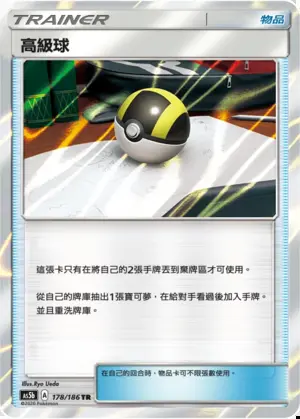 TRAINER
物品
高級球
這張卡只有在將自己的2張手牌丟到棄牌區才可使用。
從自己的牌庫抽出1張寶可夢,在給對手看過後加入手牌。
並且重洗牌庫。
Illus.Ryo Ueda
AS5b A 178/186 TR
©2020 Pokémon
在自己的回合時,物品卡可不限張數使用。